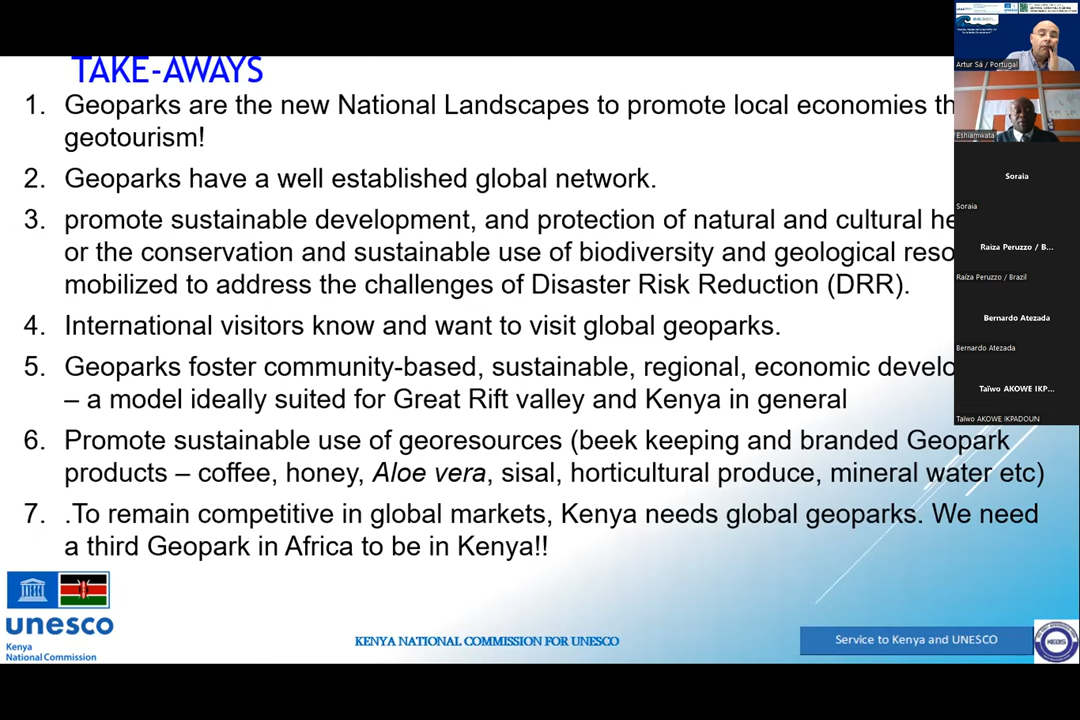 TAKE-AWAYS
1. Geoparks are the new National Landscapes to promote local economies
geotourism!
2. Geoparks have a well established global network.
3. promote sustainable development, and protection of natural and cultural
or the conservation and sustainable use of biodiversity and geological
mobilized to address the challenges of Disaster Risk Reduction (DRR).
4. International visitors know and want to visit global geoparks.
5. Geoparks foster community-based, sustainable, regional, economic
– a model ideally suited for Great Rift valley and Kenya in general
6. Promote sustainable use of georesources (beek keeping and branded Geopark
products – coffee, honey, Aloe vera, sisal, horticultural produce, mineral water etc)
7. .To remain competitive in global markets, Kenya needs global geoparks. We need
a third Geopark in Africa to be in Kenya!!
unesco
Kenya
National Commission
KENYA NATIONAL COMMISSION FOR UNESCO
Service to Kenya and UNESCO
Artur Sá / Portugal
Eshiamwata
Soraia
Soraia
Raíza Peruzzo / B...
Raíza Peruzzo / Brazil
Bernardo Atezada
Bernardo Atezada
Taïwo AKOWE IKP...
Taïwo AKOWE IKPADOUN